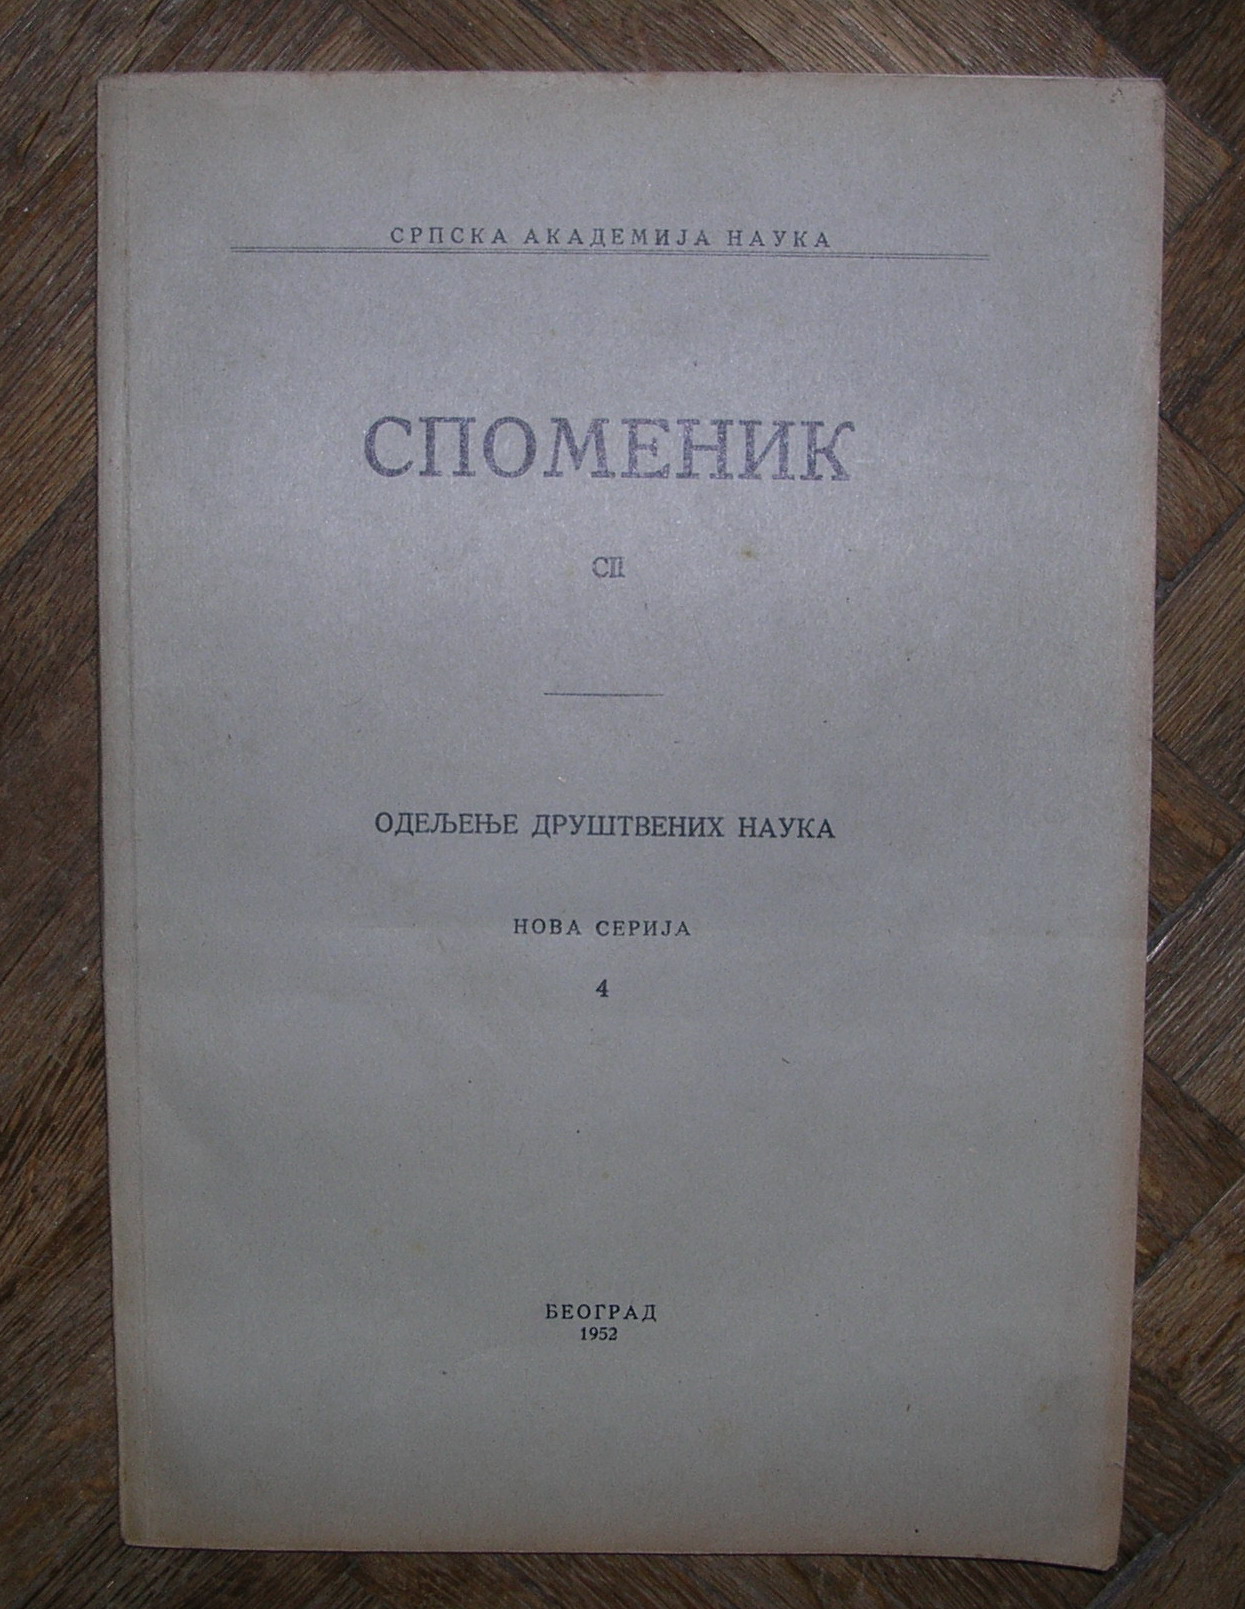 СРПСКА АКАДЕМИЈА НАУКА
СПОМЕНИК
CII
ОДЕЉЕЊЕ ДРУШТВЕНИХ НАУКА
НОВА СЕРИЈА
4
БЕОГРАД
1952